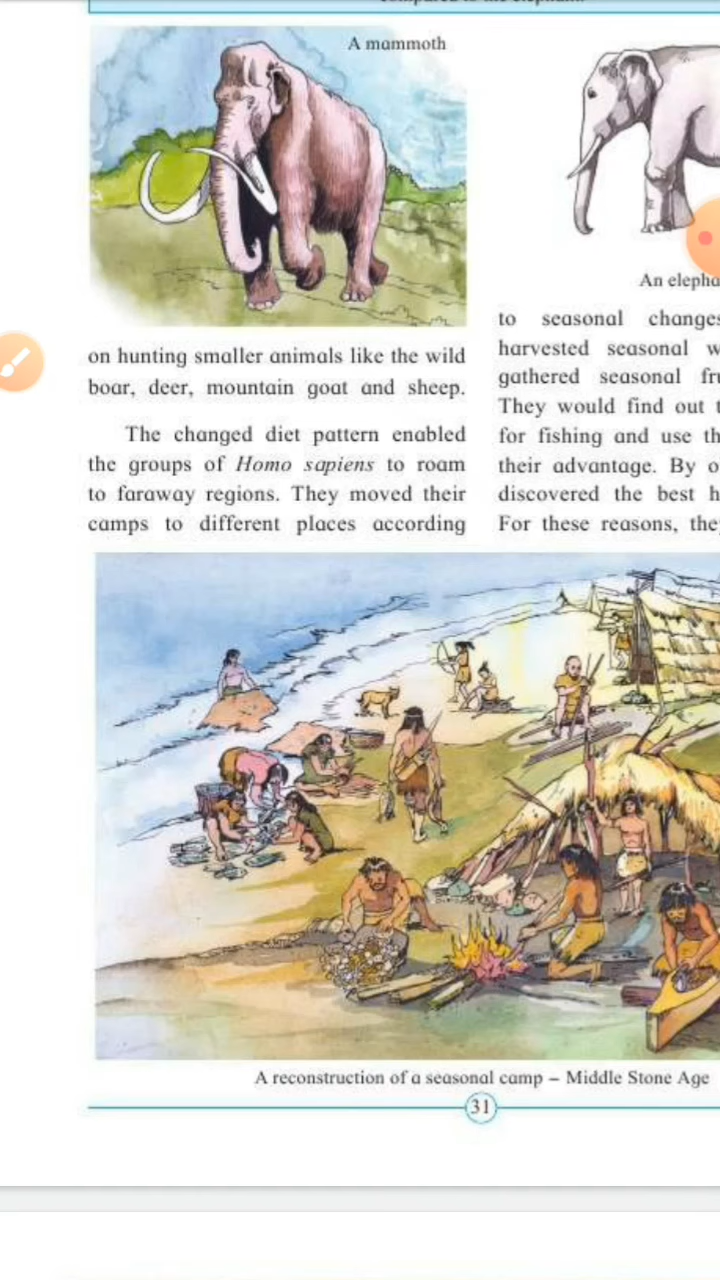 A mammoth
An
on hunting smaller animals like the wild
boar, deer, mountain goat and sheep.
The changed diet pattern enabled
the groups of Homo sapiens to roam
to faraway regions. They moved their
camps to different places according
to seasonal changes
harvested seasonal
gathered seasonal
They would find out
for fishing and use
their advantage. By
discovered the best
For these reasons,
A reconstruction of a seasonal camp – Middle Stone Age
31